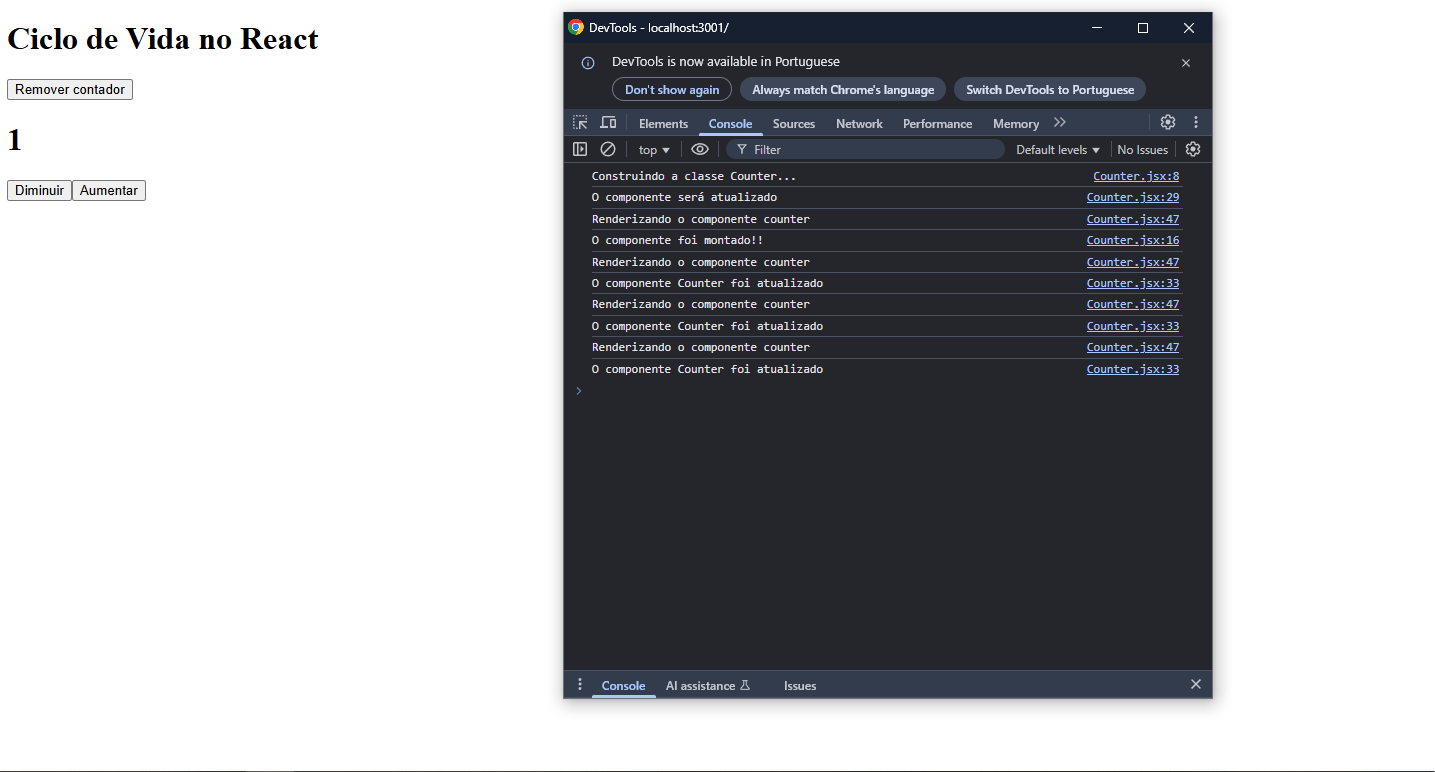 Ciclo de Vida no React
Remover contador
1
Diminuir Aumentar
DevTools - localhost:3001/
DevTools is now available in Portuguese
Don't show again Always match Chrome's language Switch DevTools to Portuguese
Elements Console Sources Network Performance Memory
top Filter Default levels No Issues
Construindo a classe Counter... Counter.jsx:8
O componente será atualizado Counter.jsx:29
Renderizando o componente counter Counter.jsx:47
O componente foi montado!! Counter.jsx:16
Renderizando o componente counter Counter.jsx:47
O componente Counter foi atualizado Counter.jsx:33
Renderizando o componente counter Counter.jsx:47
O componente Counter foi atualizado Counter.jsx:33
Renderizando o componente counter Counter.jsx:47
O componente Counter foi atualizado Counter.jsx:33
Console AI assistance Issues